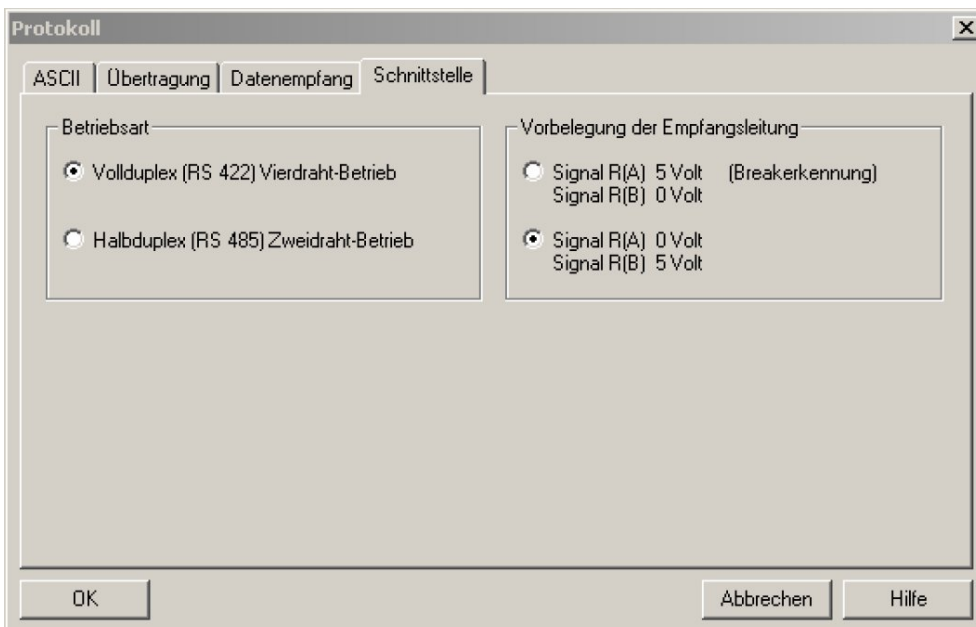 Protokoll
ASCII Übertragung Datenempfang Schnittstelle
Betriebsart
Vollduplex (RS 422) Vierdraht-Betrieb
Halbduplex (RS 485) Zweidraht-Betrieb
Vorbelegung der Empfangsleitung
Signal R(A) 5 Volt (Breakerkennung)
Signal R(B) 0 Volt
Signal R(A) 0 Volt
Signal R(B) 5 Volt
OK Abbrechen Hilfe